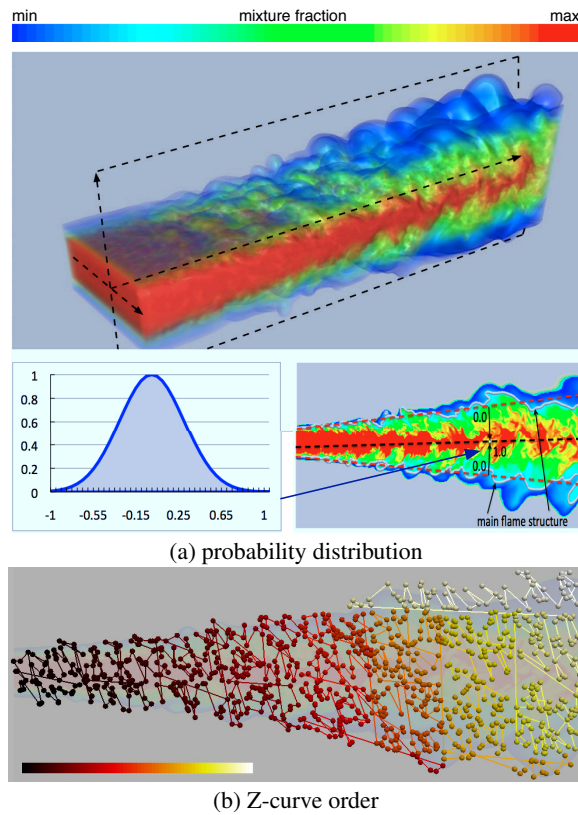 min mixture fraction max
1
0.8
0.6
0.4
0.2
0
-1 -0.55 -0.15 0.25 0.65 1
0.0
1.0
0.0
main flame structure
(a) probability distribution
(b) Z-curve order